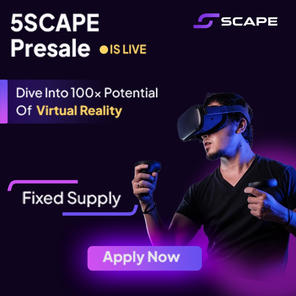 5SCAPE
Presale
IS LIVE
SCAPE
Dive Into 100x Potential
Of Virtual Reality
Fixed Supply
Apply Now